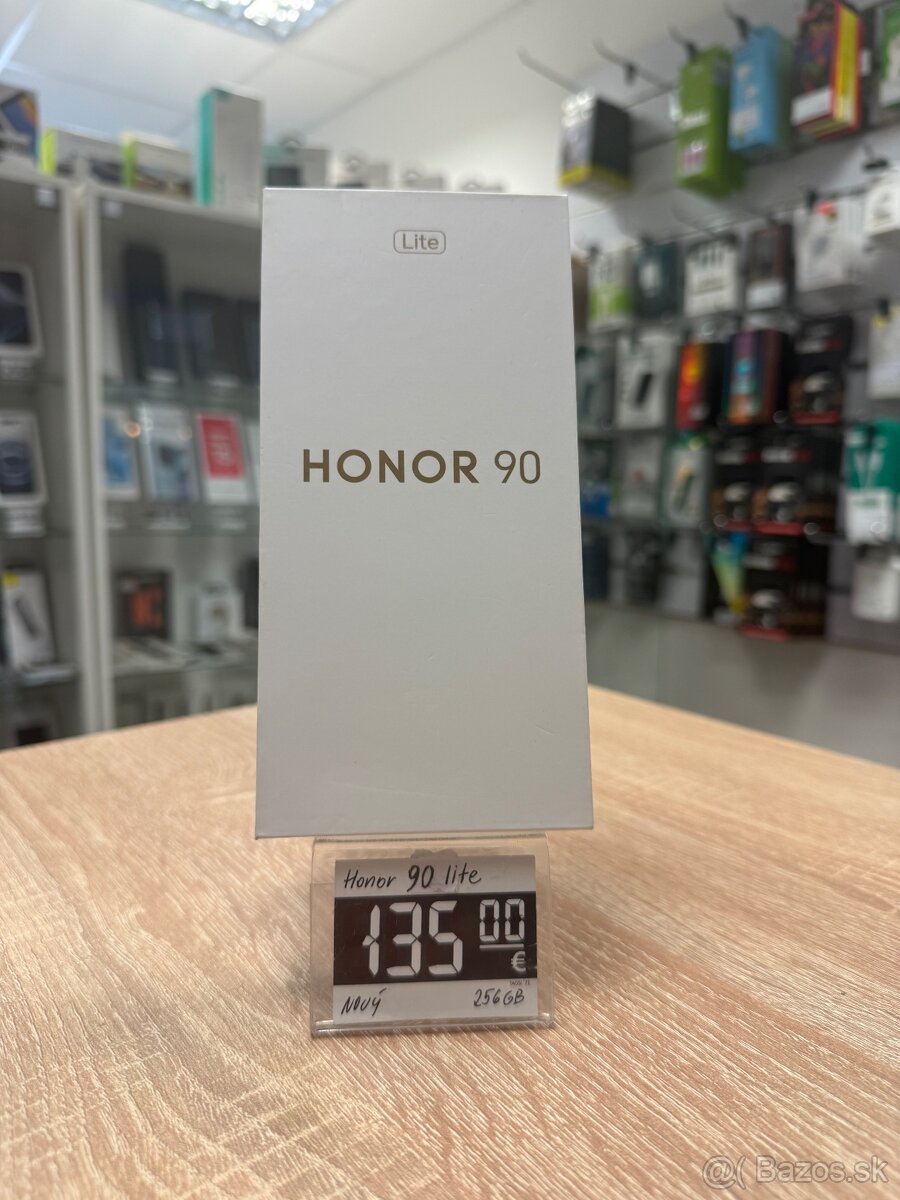 Lite
HONOR 90
Honor 90 lite
135 00
€
NOVÝ 256GB
@( Bazos.sk